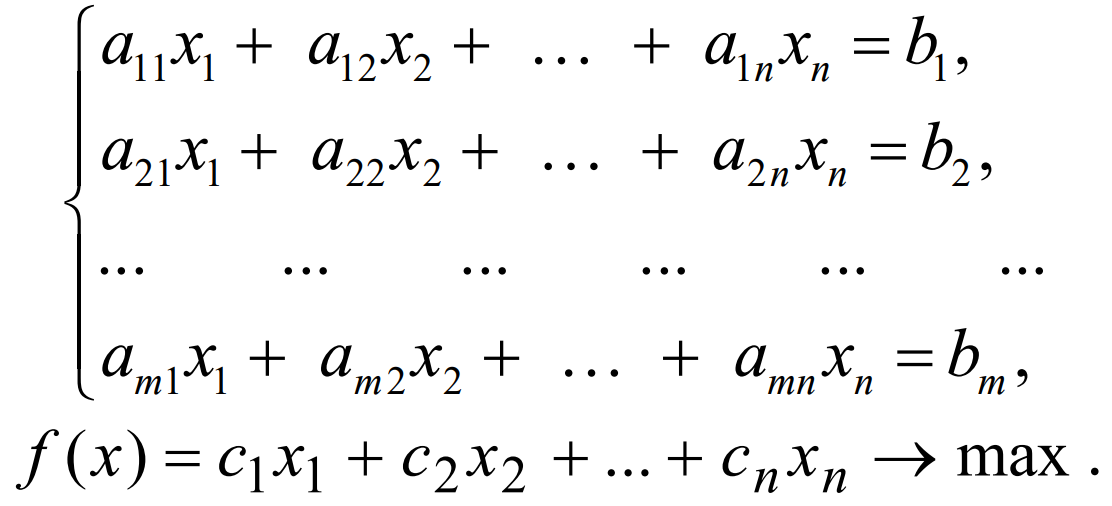 a₁₁x₁ + a₁₂x₂ + … + a₁ₙxₙ = b₁,
a₂₁x₁ + a₂₂x₂ + … + a₂ₙxₙ = b₂,
... ... ... ... ... ...
aₘ₁x₁ + aₘ₂x₂ + … + aₘₙxₙ = bₘ,
f(x) = c₁x₁ + c₂x₂ + ... + cₙxₙ → max .